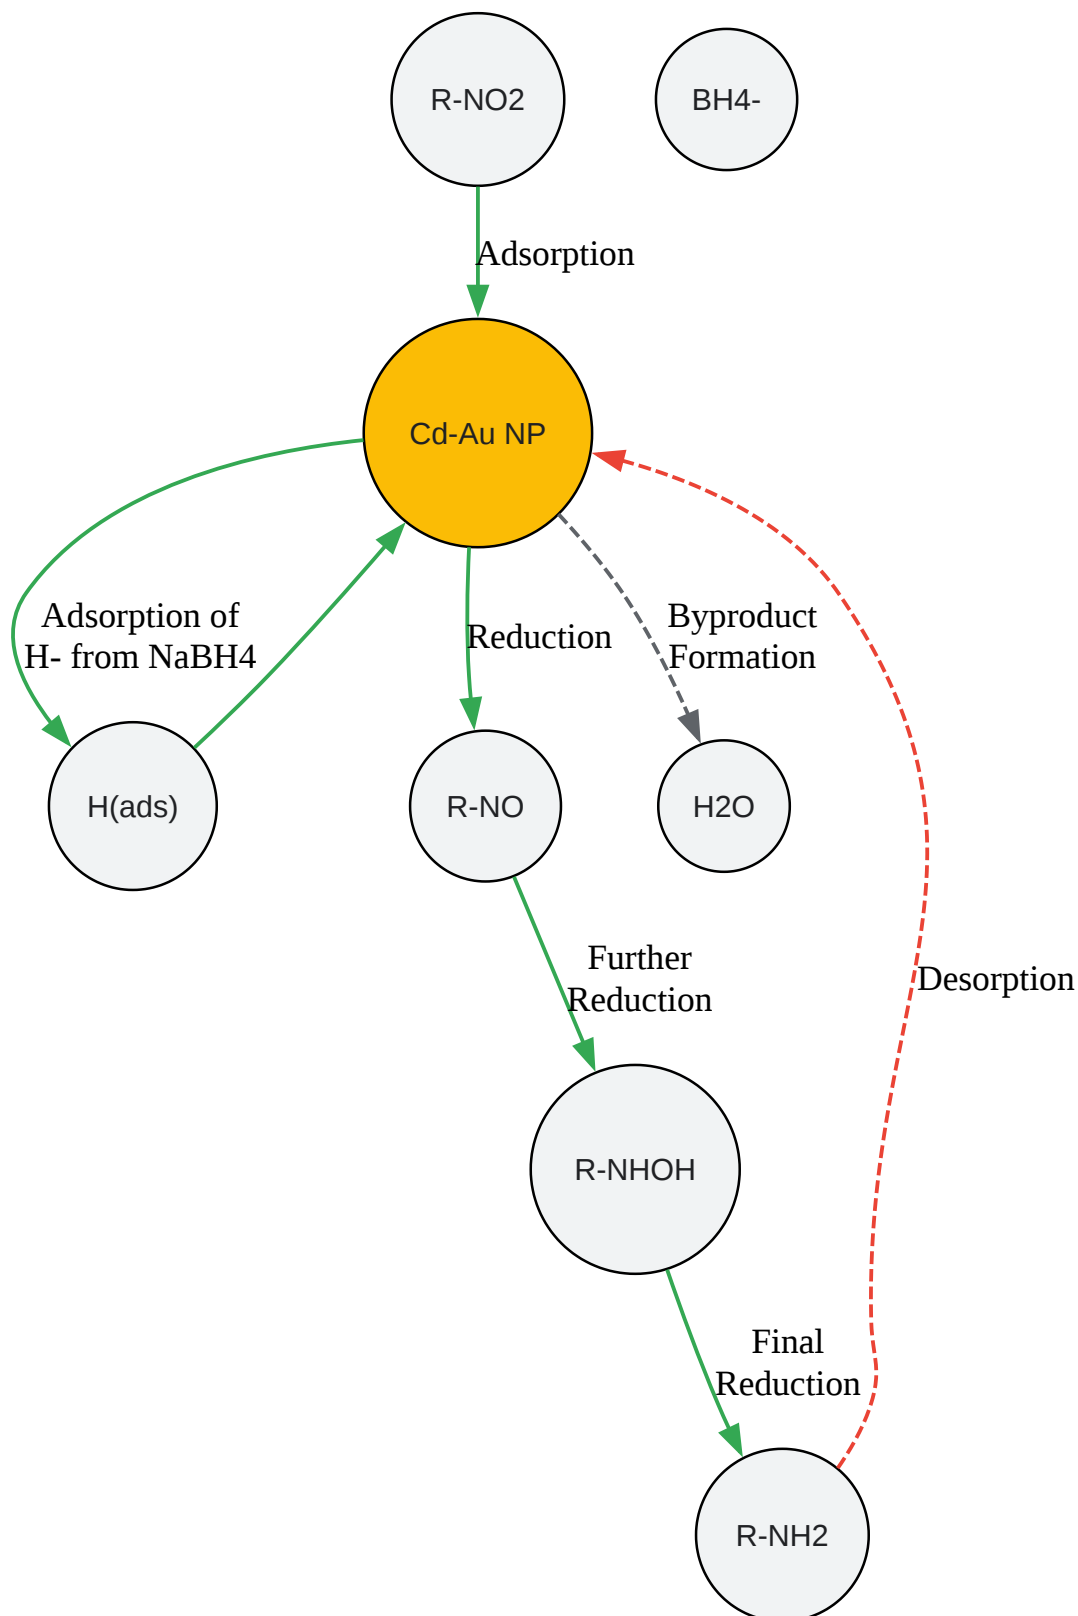 R-NO2
BH4-
Adsorption
Cd-Au NP
Adsorption of
H- from NaBH4
Reduction
Byproduct
Formation
H(ads)
R-NO
H2O
Further
Reduction
Desorption
R-NHOH
Final
Reduction
R-NH2